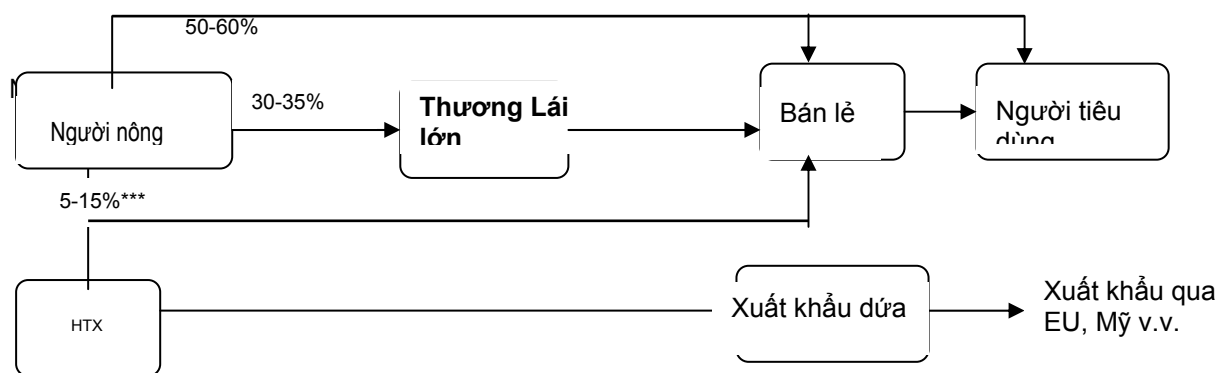 50-60%
Người nông
30-35%
Thương Lái
lớn
Bán lẻ
Người tiêu
dùng
5-15%***
HTX
Xuất khẩu dứa
Xuất khẩu qua
EU, Mỹ v.v.